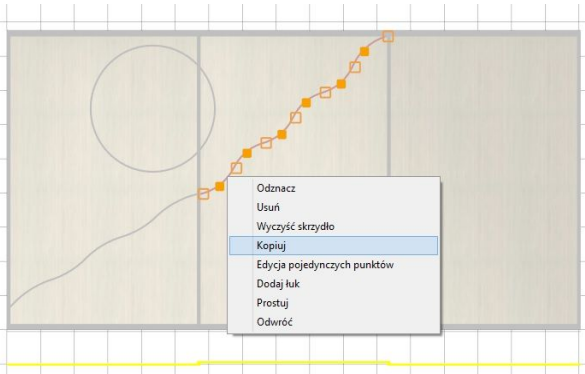 Odznacz
Usuń
Wyczyść skrzydło
Kopiuj
Edycja pojedynczych punktów
Dodaj łuk
Prostuj
Odwróć